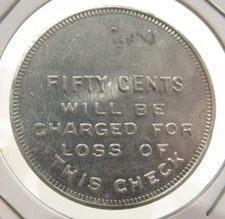 FIFTY CENTS
WILL BE
CHARGED FOR
LOSS OF
THIS CHECK